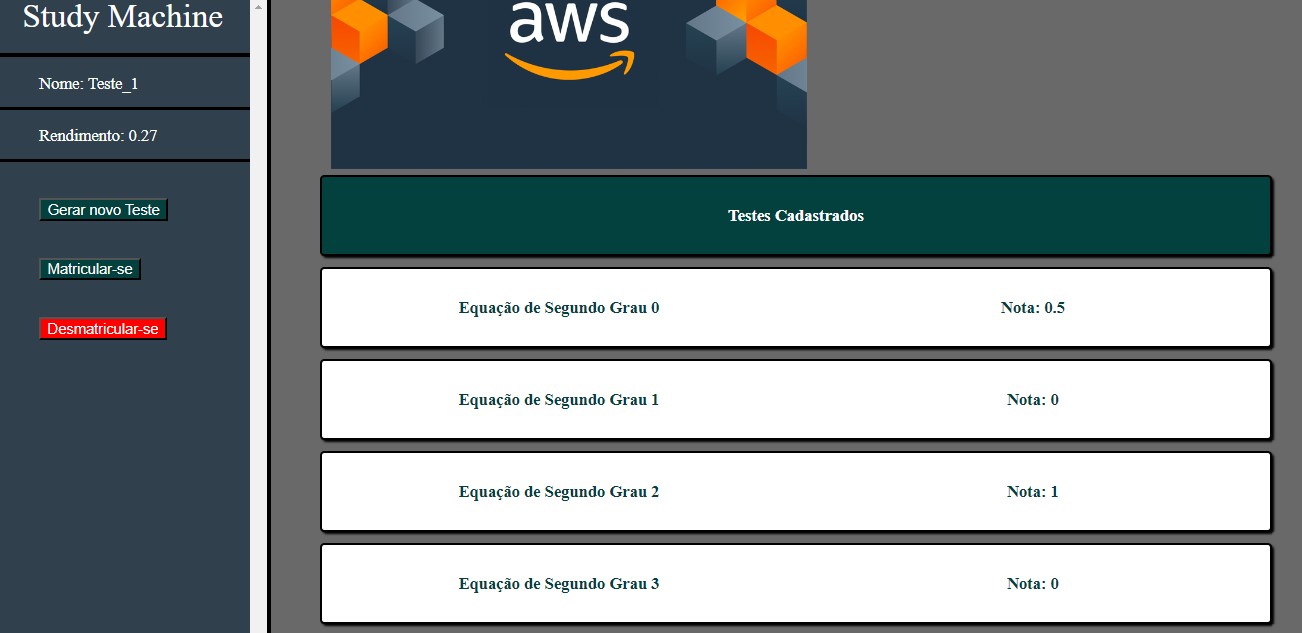 Study Machine
Nome: Teste_1
Rendimento: 0.27
Gerar novo Teste
Matricular-se
Desmatricular-se
aws
Testes Cadastrados
Equação de Segundo Grau 0 Nota: 0.5
Equação de Segundo Grau 1 Nota: 0
Equação de Segundo Grau 2 Nota: 1
Equação de Segundo Grau 3 Nota: 0